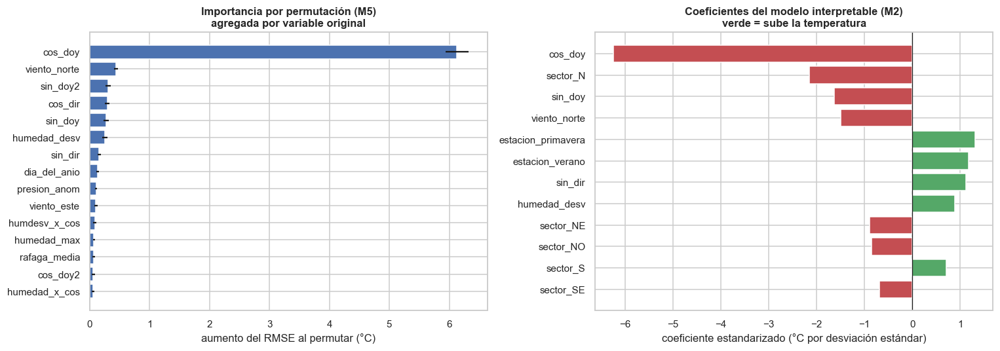 Importancia por permutación (M5)
agregada por variable original
cos_doy
viento_norte
sin_doy2
cos_dir
sin_doy
humedad_desv
sin_dir
dia_del_anio
presion_anom
viento_este
humdesv_x_cos
humedad_max
rafaga_media
cos_doy2
humedad_x_cos
0 1 2 3 4 5 6
aumento del RMSE al permutar (°C)
Coeficientes del modelo interpretable (M2)
verde = sube la temperatura
cos_doy
sector_N
sin_doy
viento_norte
estacion_primavera
estacion_verano
sin_dir
humedad_desv
sector_NE
sector_NO
sector_S
sector_SE
−6 −5 −4 −3 −2 −1 0 1
coeficiente estandarizado (°C por desviación estándar)